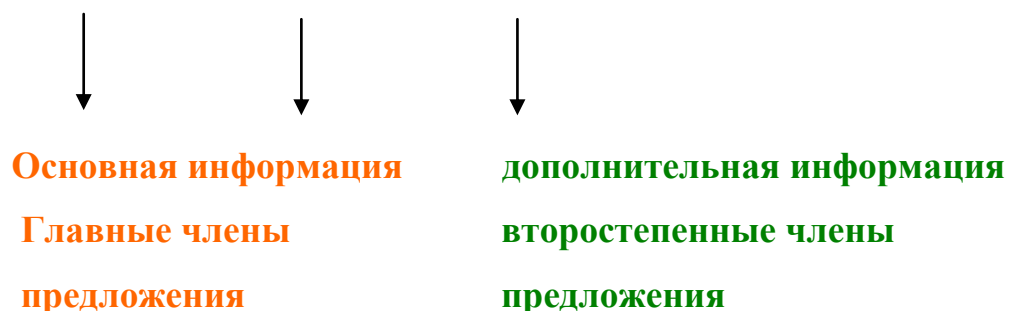 Основная информация дополнительная информация
Главные члены второстепенные члены
предложения предложения